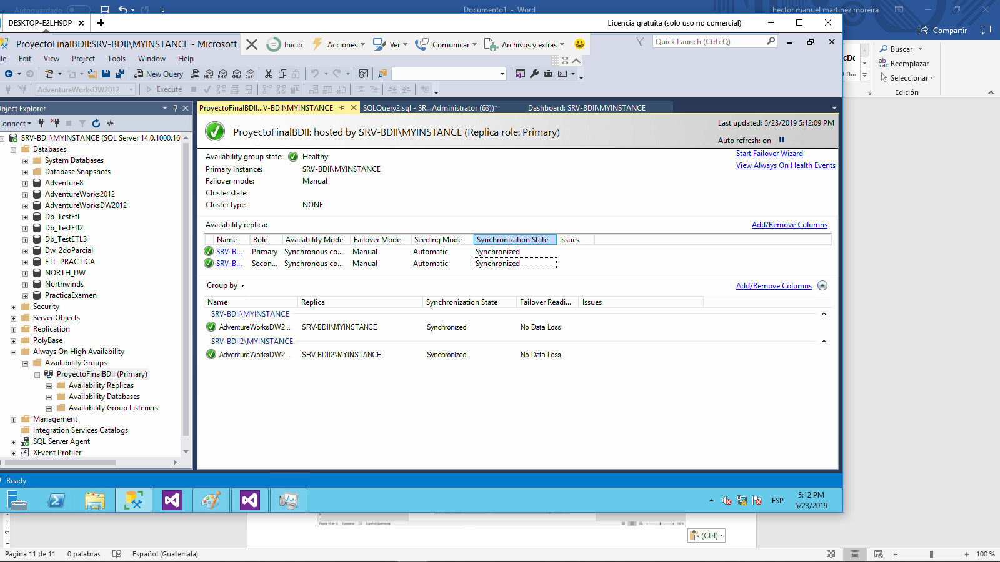 Autoguardado
Documento1 - Word
hector manuel martinez moreira
DESKTOP-E2LH9DP
Licencia gratuita (solo uso no comercial)
Compartir
ProyectoFinalBDII:SRV-BDII\MYINSTANCE - Microsoft
Inicio
Acciones
Ver
Comunicar
Archivos y extras
Quick Launch (Ctrl+Q)
Buscar
Reemplazar
Seleccionar
Edición
Edit View Project Tools Window Help
New Query
AdventureWorksDW2012
Execute
Object Explorer
Connect
SRV-BDII\MYINSTANCE (SQL Server 14.0.1000.16
Databases
System Databases
Database Snapshots
Adventure8
AdventureWorks2012
AdventureWorksDW2012
Db_TestEtl
Db_TestEtl2
Db_TestETL3
Dw_2doParcial
ETL_PRACTICA
NORTH_DW
Northwinds
PracticaExamen
Security
Server Objects
Replication
PolyBase
Always On High Availability
Availability Groups
ProyectoFinalBDII (Primary)
Availability Replicas
Availability Databases
Availability Group Listeners
Management
Integration Services Catalogs
SQL Server Agent
XEvent Profiler
ProyectoFinalBDII...V-BDII\MYINSTANCE
SQLQuery2.sql - SR...Administrator (63))*
Dashboard: SRV-BDII\MYINSTANCE
ProyectoFinalBDII: hosted by SRV-BDII\MYINSTANCE (Replica role: Primary)
Last updated: 5/23/2019 5:12:09 PM
Auto refresh: on
Start Failover Wizard
View Always On Health Events
Availability group state: Healthy
Primary instance: SRV-BDII\MYINSTANCE
Failover mode: Manual
Cluster state:
Cluster type: NONE
Availability replica:
Add/Remove Columns
Name Role Availability Mode Failover Mode Seeding Mode Synchronization State Issues
SRV-B... Primary Synchronous co... Manual Automatic Synchronized
SRV-B... Secon... Synchronous co... Manual Automatic Synchronized
Group by
Add/Remove Columns
Name Replica Synchronization State Failover Readi... Issues
SRV-BDII\MYINSTANCE
AdventureWorksDW2... SRV-BDII\MYINSTANCE Synchronized No Data Loss
SRV-BDII2\MYINSTANCE
AdventureWorksDW2... SRV-BDII2\MYINSTANCE Synchronized No Data Loss
Ready
ESP
5:12 PM
5/23/2019
(Ctrl)
Página 11 de 11
0 palabras
Español (Guatemala)
100 %